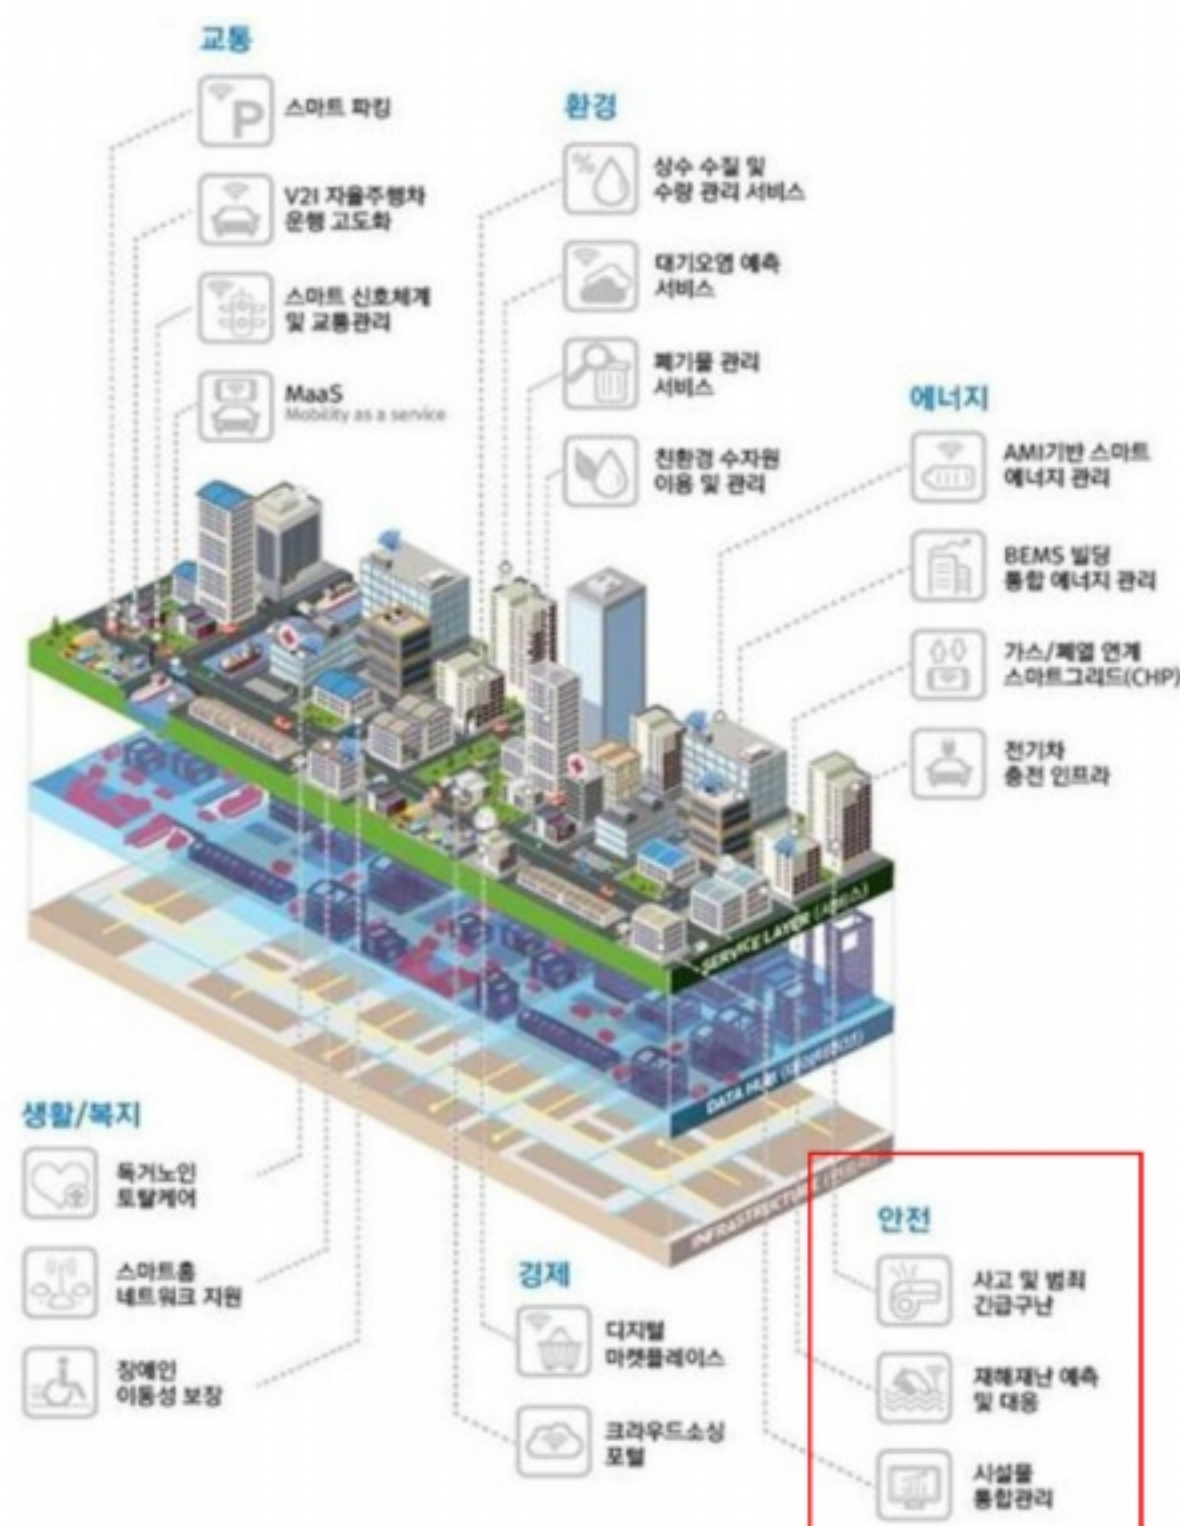 교통
스마트 파킹
V2I 자율주행차
운행 고도화
스마트 신호체계
및 교통관리
MaaS
Mobility as a service
환경
상수 수질 및
수량 관리 서비스
대기오염 예측
서비스
폐기물 관리
서비스
친환경 수자원
이용 및 관리
에너지
AMI기반 스마트
에너지 관리
BEMS 빌딩
통합 에너지 관리
가스/폐열 연계
스마트그리드(CHP)
전기차
충전 인프라
SERVICE LAYER (서비스)
DATA HUB
INFRASTRUCTURE
생활/복지
독거노인
토탈케어
스마트홈
네트워크 지원
장애인
이동성 보장
경제
디지털
마켓플레이스
크라우드소싱
포털
안전
사고 및 범죄
긴급구난
재해재난 예측
및 대응
시설물
통합관리
P
%